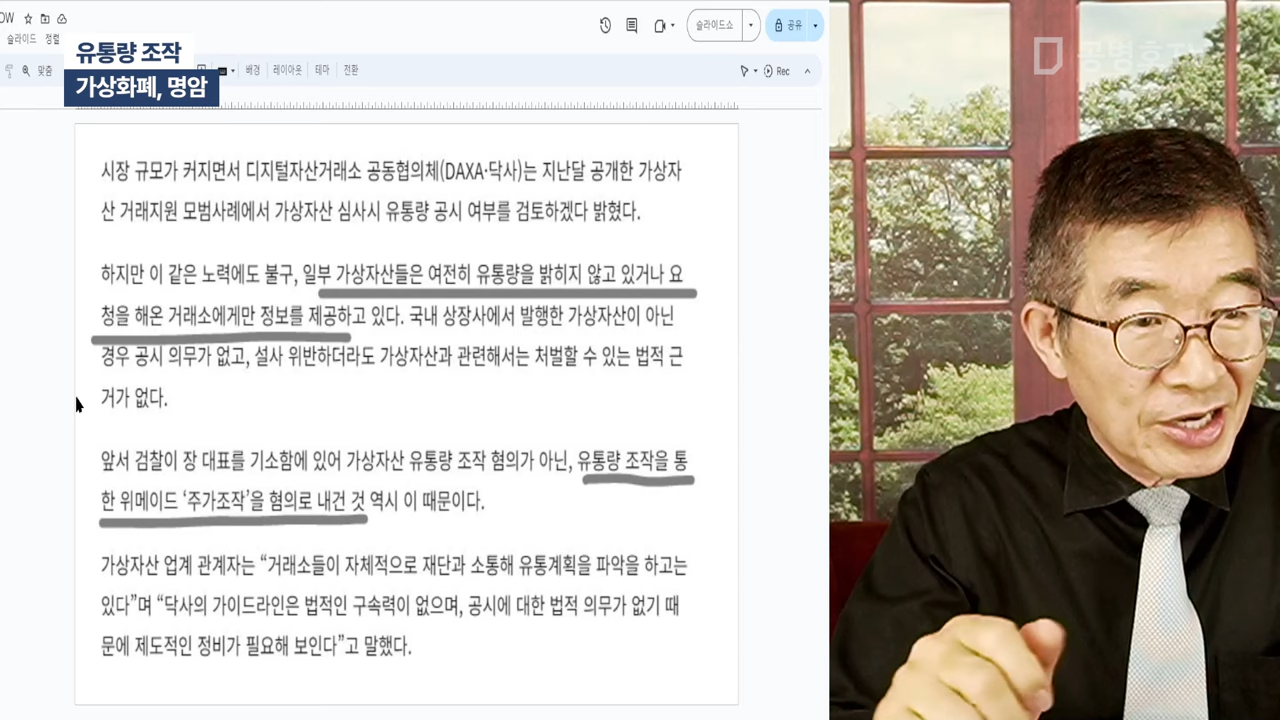 OW
슬라이드 정렬
슬라이드쇼
공유
유통량 조작
맞춤
배경
레이아웃
테마
전환
Rec
가상화폐, 명암
공병호TV
시장 규모가 커지면서 디지털자산거래소 공동협의체(DAXA·닥사)는 지난달 공개한 가상자
산 거래지원 모범사례에서 가상자산 심사시 유통량 공시 여부를 검토하겠다 밝혔다.
하지만 이 같은 노력에도 불구, 일부 가상자산들은 여전히 유통량을 밝히지 않고 있거나 요
청을 해온 거래소에게만 정보를 제공하고 있다. 국내 상장사에서 발행한 가상자산이 아닌
경우 공시 의무가 없고, 설사 위반하더라도 가상자산과 관련해서는 처벌할 수 있는 법적 근
거가 없다.
앞서 검찰이 장 대표를 기소함에 있어 가상자산 유통량 조작 혐의가 아닌, 유통량 조작을 통
한 위메이드 ‘주가조작’을 혐의로 내건 것 역시 이 때문이다.
가상자산 업계 관계자는 “거래소들이 자체적으로 재단과 소통해 유통계획을 파악을 하고는
있다”며 “닥사의 가이드라인은 법적인 구속력이 없으며, 공시에 대한 법적 의무가 없기 때
문에 제도적인 정비가 필요해 보인다”고 말했다.